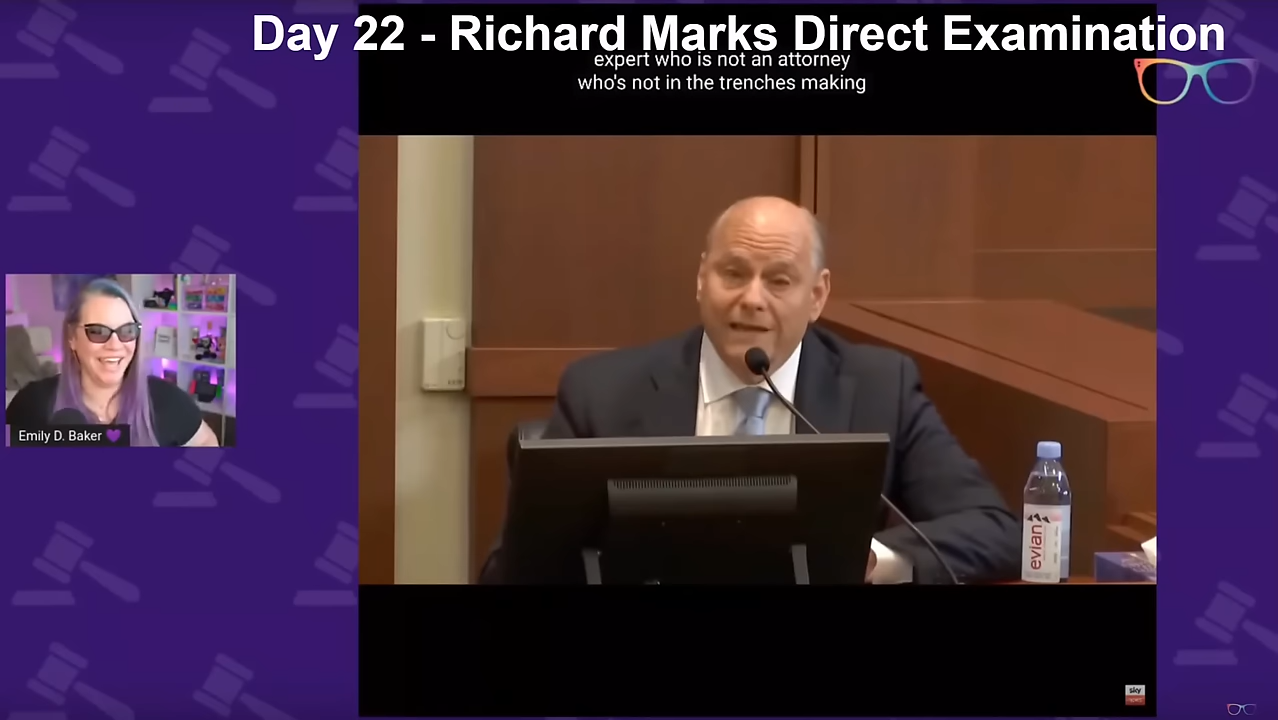 Day 22 - Richard Marks Direct Examination
expert who is not an attorney
who's not in the trenches making
Emily D. Baker 💜
evian
sky